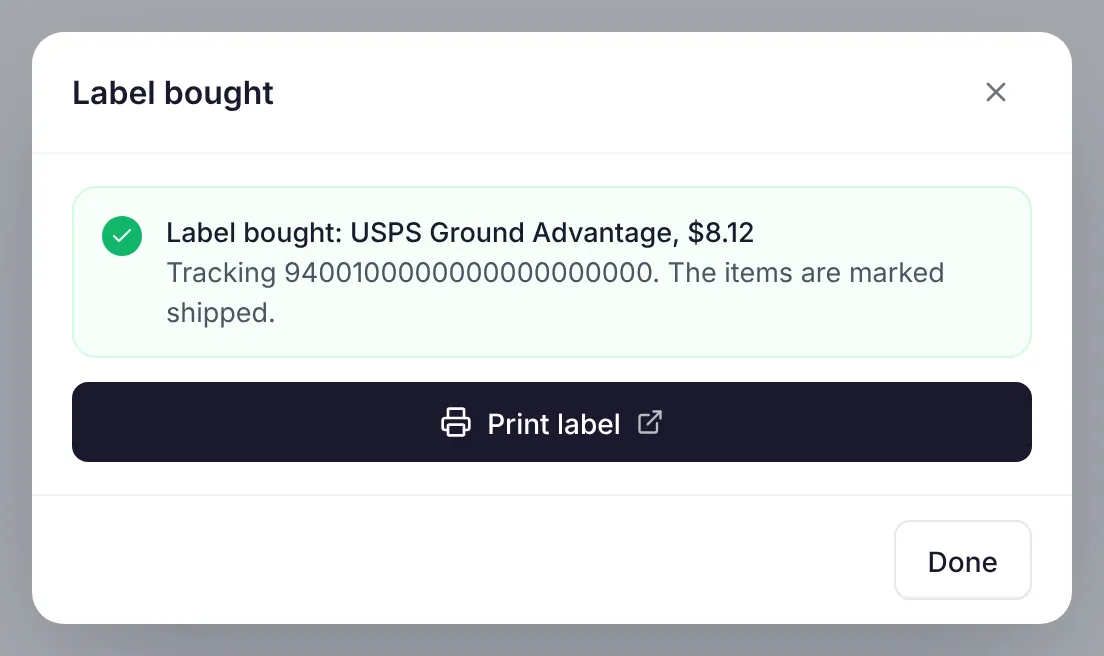 Label bought
Label bought: USPS Ground Advantage, $8.12
Tracking 9400100000000000000000. The items are marked
shipped.
Print label
Done